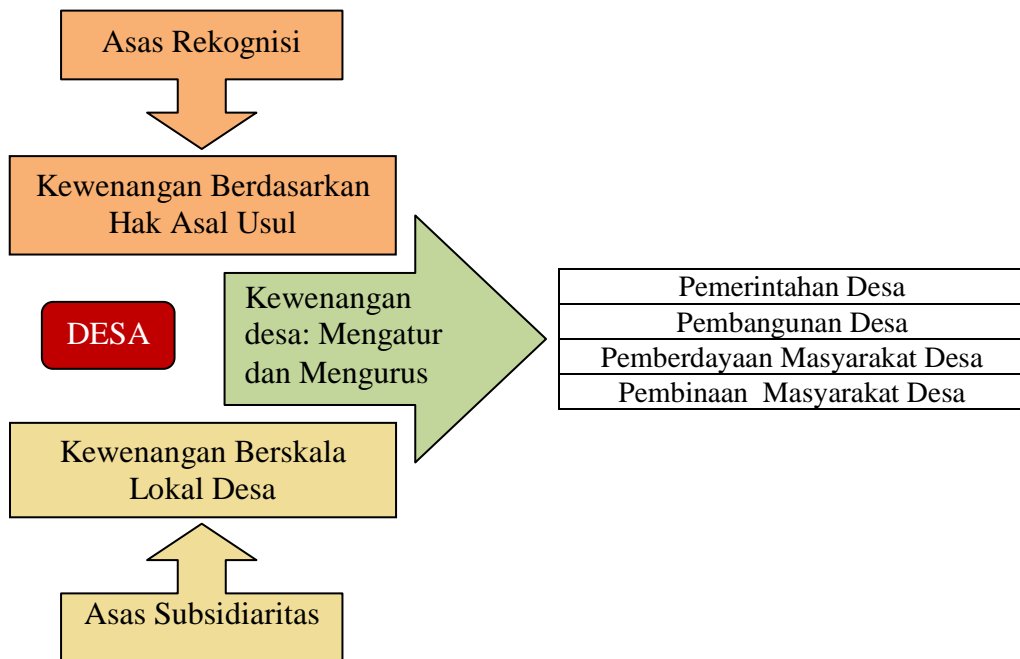 Asas Rekognisi
Kewenangan Berdasarkan
Hak Asal Usul
DESA
Kewenangan
desa: Mengatur
dan Mengurus
Pemerintahan Desa
Pembangunan Desa
Pemberdayaan Masyarakat Desa
Pembinaan  Masyarakat Desa
Kewenangan Berskala
Lokal Desa
Asas Subsidiaritas